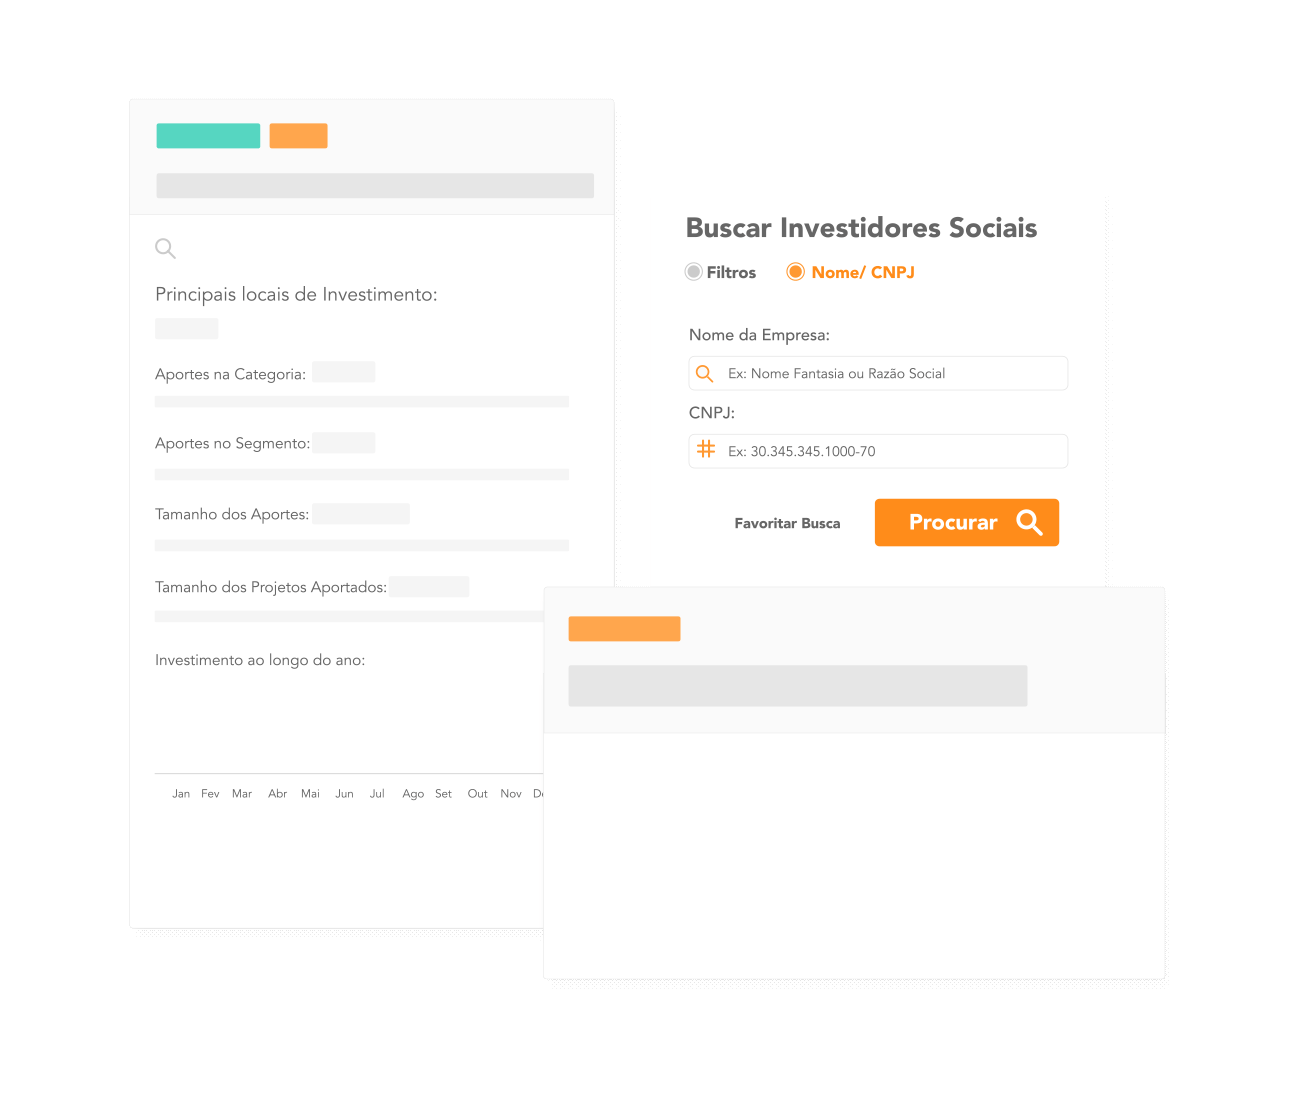 Principais locais de Investimento:
Aportes na Categoria:
Aportes no Segmento:
Tamanho dos Aportes:
Tamanho dos Projetos Aportados:
Investimento ao longo do ano:
Jan Fev Mar Abr Mai Jun Jul Ago Set Out Nov
Buscar Investidores Sociais
Filtros Nome/ CNPJ
Nome da Empresa:
Ex: Nome Fantasia ou Razão Social
CNPJ:
# Ex: 30.345.345.1000-70
Favoritar Busca Procurar